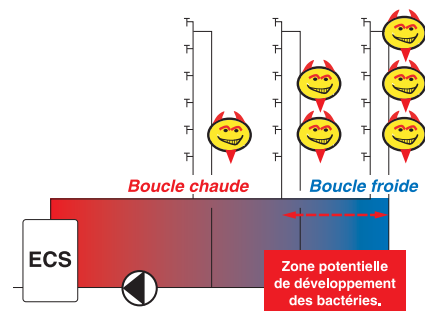 Boucle chaude
Boucle froide
ECS
Zone potentielle
de développement
des bactéries.